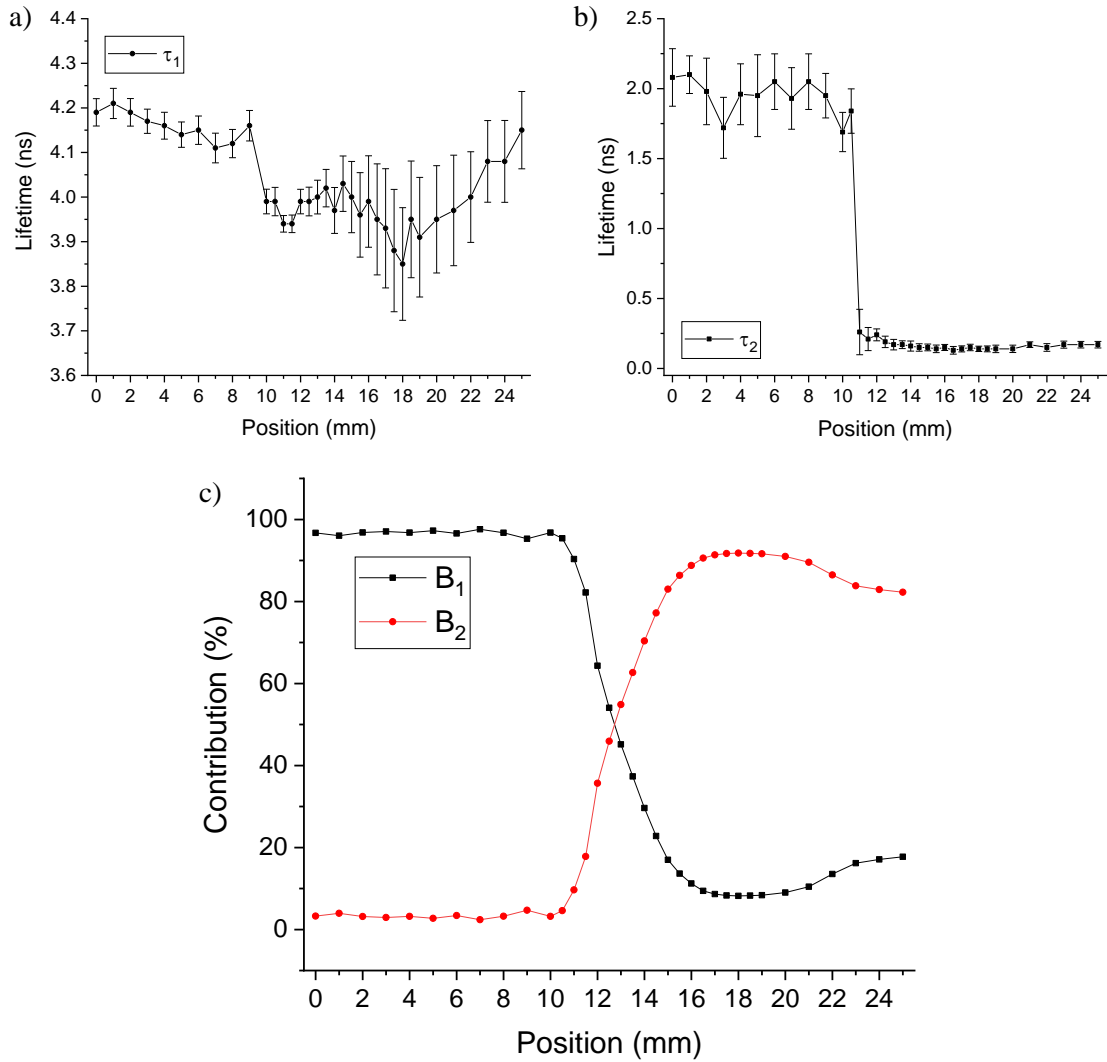 a)
τ1
4.4
4.3
4.2
4.1
4.0
3.9
3.8
3.7
3.6
Lifetime (ns)
0 2 4 6 8 10 12 14 16 18 20 22 24
Position (mm)
b)
2.5
2.0
1.5
1.0
0.5
0.0
Lifetime (ns)
τ2
0 2 4 6 8 10 12 14 16 18 20 22 24
Position (mm)
c)
100
80
60
40
20
0
Contribution (%)
B1
B2
0 2 4 6 8 10 12 14 16 18 20 22 24
Position (mm)